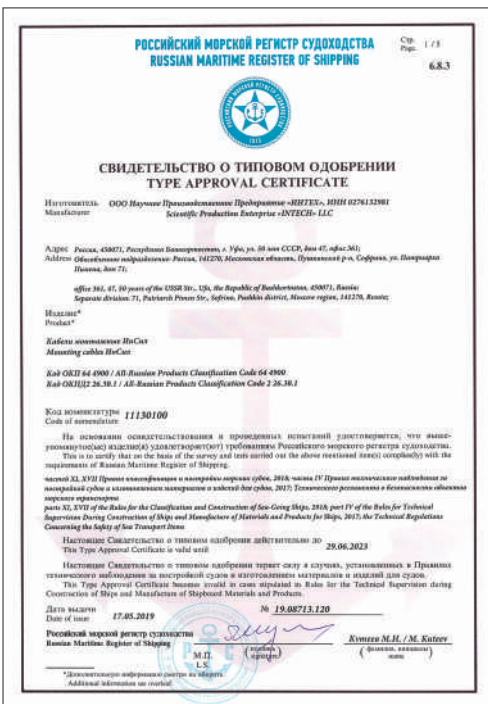 РОССИЙСКИЙ МОРСКОЙ РЕГИСТР СУДОХОДСТВА
RUSSIAN MARITIME REGISTER OF SHIPPING
Стр. 1 / 5
Page
6.8.3
1913
СВИДЕТЕЛЬСТВО О ТИПОВОМ ОДОБРЕНИИ
TYPE APPROVAL CERTIFICATE
Изготовитель ООО Научное Производственное Предприятие «ИНТЕХ», ИНН 0276132981
Manufacturer Scientific Production Enterprise «INTECH» LLC
Адрес Россия, 450071, Республика Башкортостан, г. Уфа, ул. 50 лет СССР, дом 47, офис 361;
Address Обособленное подразделение: Россия, 141270, Московская область, Пушкинский р-н, Софрино, ул. Патриарха
Пимена, дом 71;
office 361, 47, 50 years of the USSR Str., Ufa, the Republic of Bashkortostan, 450071, Russia;
Separate division: 71, Patriarch Pimen Str., Sofrino, Pushkin district, Moscow region, 141270, Russia;
Изделие*
Product*
Кабели монтажные ИнСил
Mounting cables ИнСил
Код ОКП 64 4900 / All-Russian Products Classification Code 64 4900
Код ОКПД2 26.30.1 / All-Russian Products Classification Code 2 26.30.1
Код номенклатуры 11130100
Code of nomenclature
На основании освидетельствования и проведенных испытаний удостоверяется, что выше-
упомянутое(ые) изделие(я) удовлетворяет(ют) требованиям Российского морского регистра судоходства.
This is to certify that on the basis of the survey and tests carried out the above mentioned item(s) complies(ly) with the
requirements of Russian Maritime Register of Shipping.
частей XI, XVII Правил классификации и постройки морских судов, 2018; части IV Правил технического наблюдения за
постройкой судов и изготовлением материалов и изделий для судов, 2017; Технического регламента о безопасности объектов
морского транспорта
parts XI, XVII of the Rules for the Classification and Construction of Sea-Going Ships, 2018; part IV of the Rules for Technical
Supervision During Construction of Ships and Manufacture of Materials and Products for Ships, 2017; the Technical Regulations
Concerning the Safety of Sea Transport Items
Настоящее Свидетельство о типовом одобрении действительно до 29.06.2023
This Type Approval Certificate is valid until
Настоящее Свидетельство о типовом одобрении теряет силу в случаях, установленных в Правилах
технического наблюдения за постройкой судов и изготовлением материалов и изделий для судов.
This Type Approval Certificate becomes invalid in cases stipulated in Rules for the Technical Supervision during
Construction of Ships and Manufacture of Shipboard Materials and Products.
Дата выдачи 17.05.2019 № 19.08713.120
Date of issue
Российский морской регистр судоходства
Russian Maritime Register of Shipping
Кутеев М.И. / M. Kuteev
М.П. (подпись) (фамилия, инициалы)
L.S. name
*Дополнительную информацию смотри на обороте.
Additional information see overleaf.